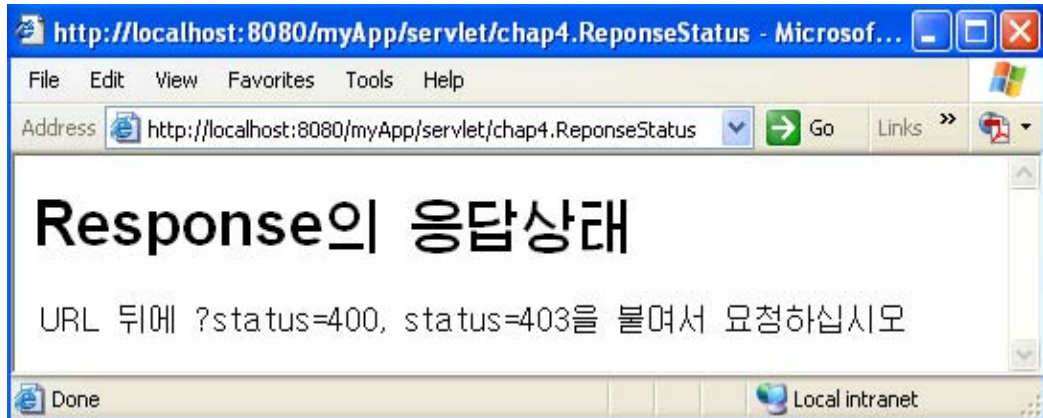 http://localhost:8080/myApp/servlet/chap4.ReponseStatus - Microsof...
File Edit View Favorites Tools Help
Address http://localhost:8080/myApp/servlet/chap4.ReponseStatus Go Links »
Response의 응답상태
URL 뒤에 ?status=400, status=403을 붙여서 요청하십시오
Done Local intranet